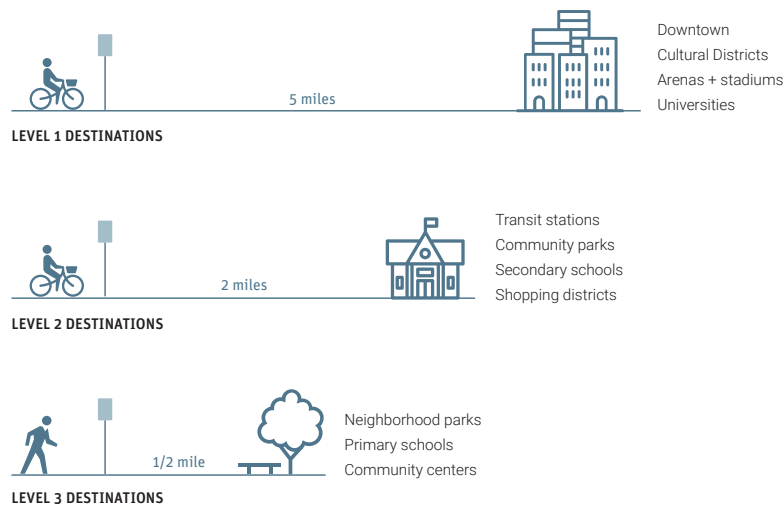 Downtown
Cultural Districts
Arenas + stadiums
Universities
5 miles
LEVEL 1 DESTINATIONS
Transit stations
Community parks
Secondary schools
Shopping districts
2 miles
LEVEL 2 DESTINATIONS
Neighborhood parks
Primary schools
Community centers
1/2 mile
LEVEL 3 DESTINATIONS